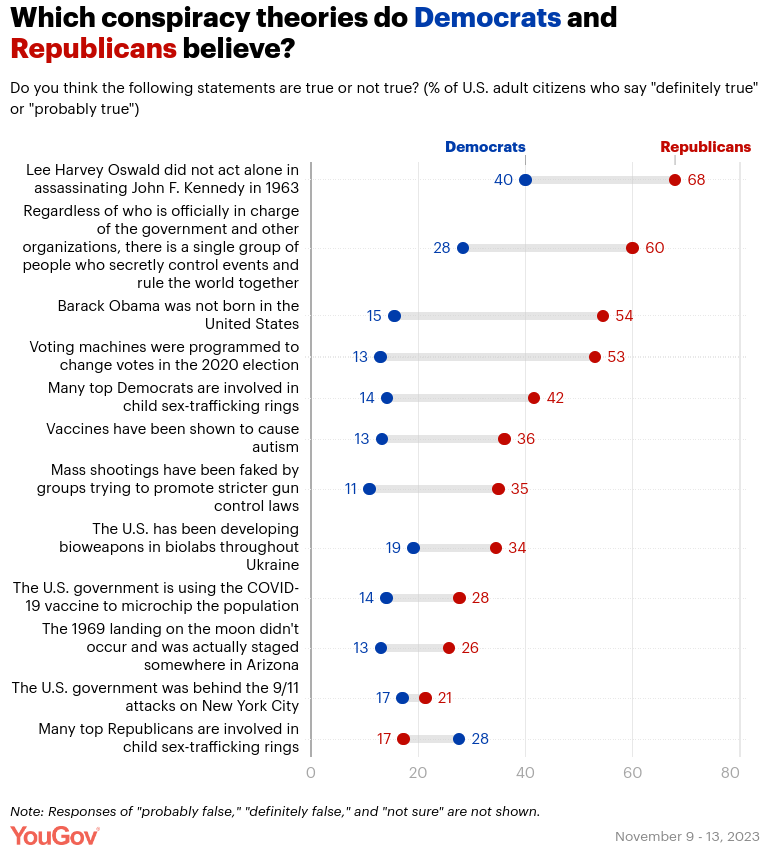 Which conspiracy theories do Democrats and
Republicans believe?
Do you think the following statements are true or not true? (% of U.S. adult citizens who say "definitely true"
or "probably true")
Democrats Republicans
Lee Harvey Oswald did not act alone in
assassinating John F. Kennedy in 1963
40 68
Regardless of who is officially in charge
of the government and other
organizations, there is a single group of
people who secretly control events and
rule the world together
28 60
Barack Obama was not born in the
United States
15 54
Voting machines were programmed to
change votes in the 2020 election
13 53
Many top Democrats are involved in
child sex-trafficking rings
14 42
Vaccines have been shown to cause
autism
13 36
Mass shootings have been faked by
groups trying to promote stricter gun
control laws
11 35
The U.S. has been developing
bioweapons in biolabs throughout
Ukraine
19 34
The U.S. government is using the COVID-
19 vaccine to microchip the population
14 28
The 1969 landing on the moon didn't
occur and was actually staged
somewhere in Arizona
13 26
The U.S. government was behind the 9/11
attacks on New York City
17 21
Many top Republicans are involved in
child sex-trafficking rings
17 28
0 20 40 60 80
Note: Responses of "probably false," "definitely false," and "not sure" are not shown.
YouGov® November 9 - 13, 2023